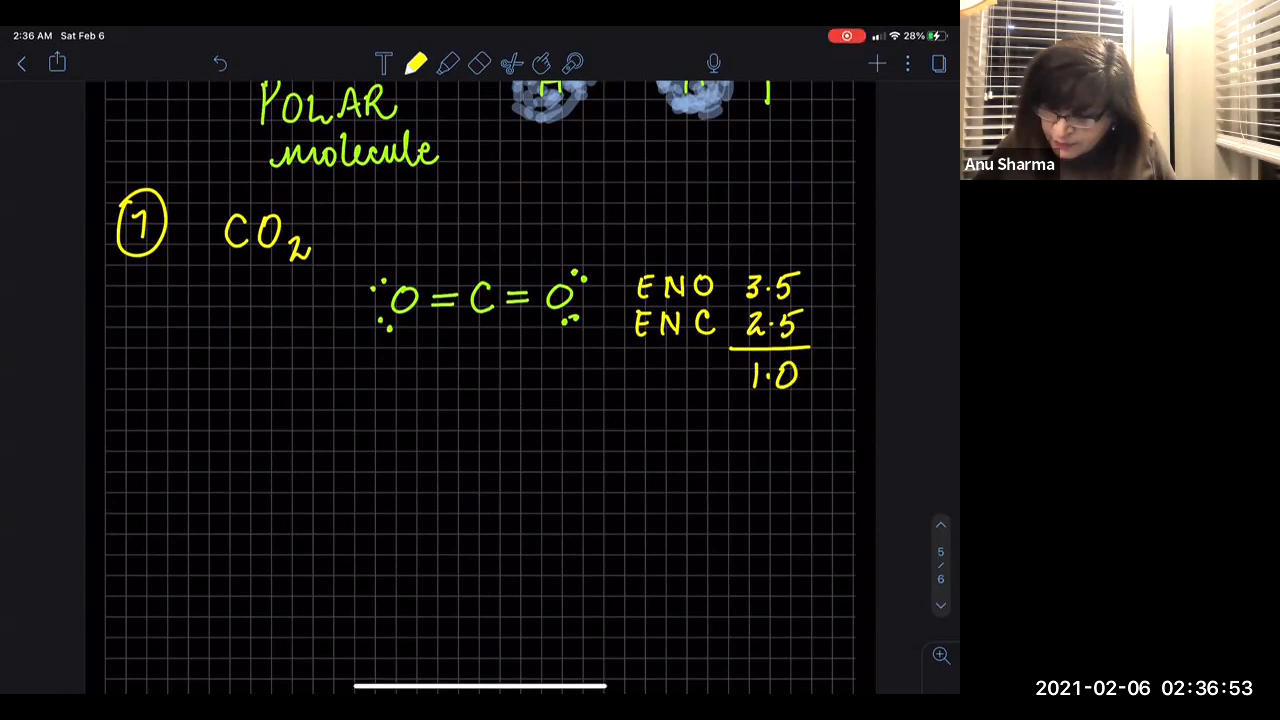 2:36 AM Sat Feb 6
28%
T
POLAR
molecule
Anu Sharma
7 CO2
O = C = O
ENO 3.5
ENC 2.5
1.0
5
/
6
2021-02-06 02:36:53